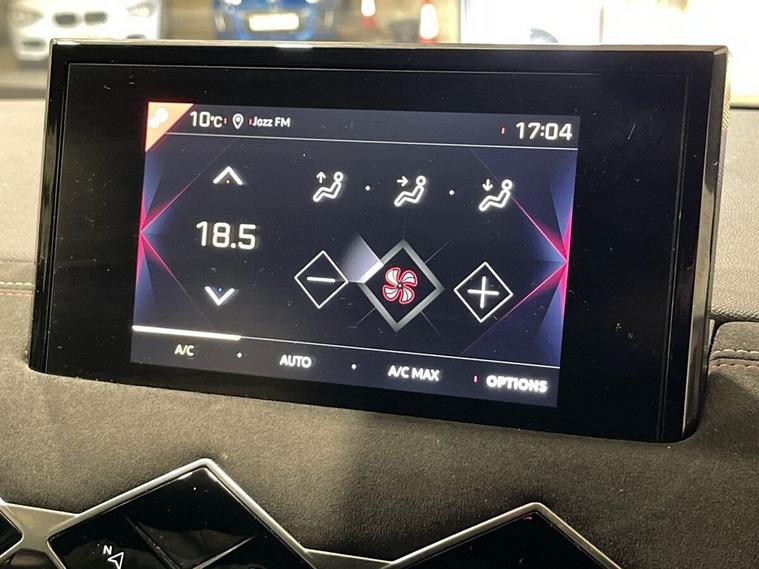 10°C Jazz FM 17:04
18.5
A/C AUTO A/C MAX OPTIONS
N